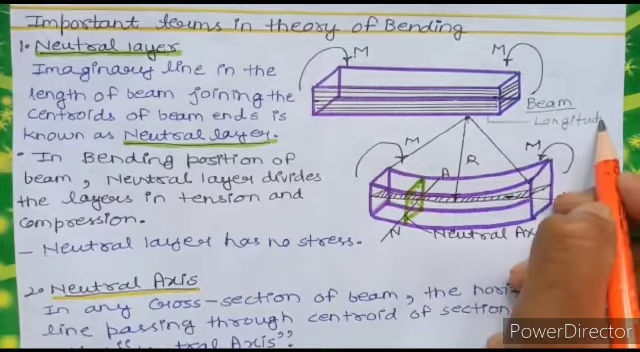 Important terms in theory of Bending
1. Neutral layer
Imaginary line in the
length of beam joining the
centroids of beam ends is
known as Neutral layer.
• In Bending position of
beam, Neutral layer divides
the layers in tension and
compression.
- Neutral layer has no stress.
2. Neutral Axis
In any cross-section of beam, the
line passing through centroid of section
M
M
Beam
Longitud
M
M
R
A
N
Neutral Ax
PowerDirector